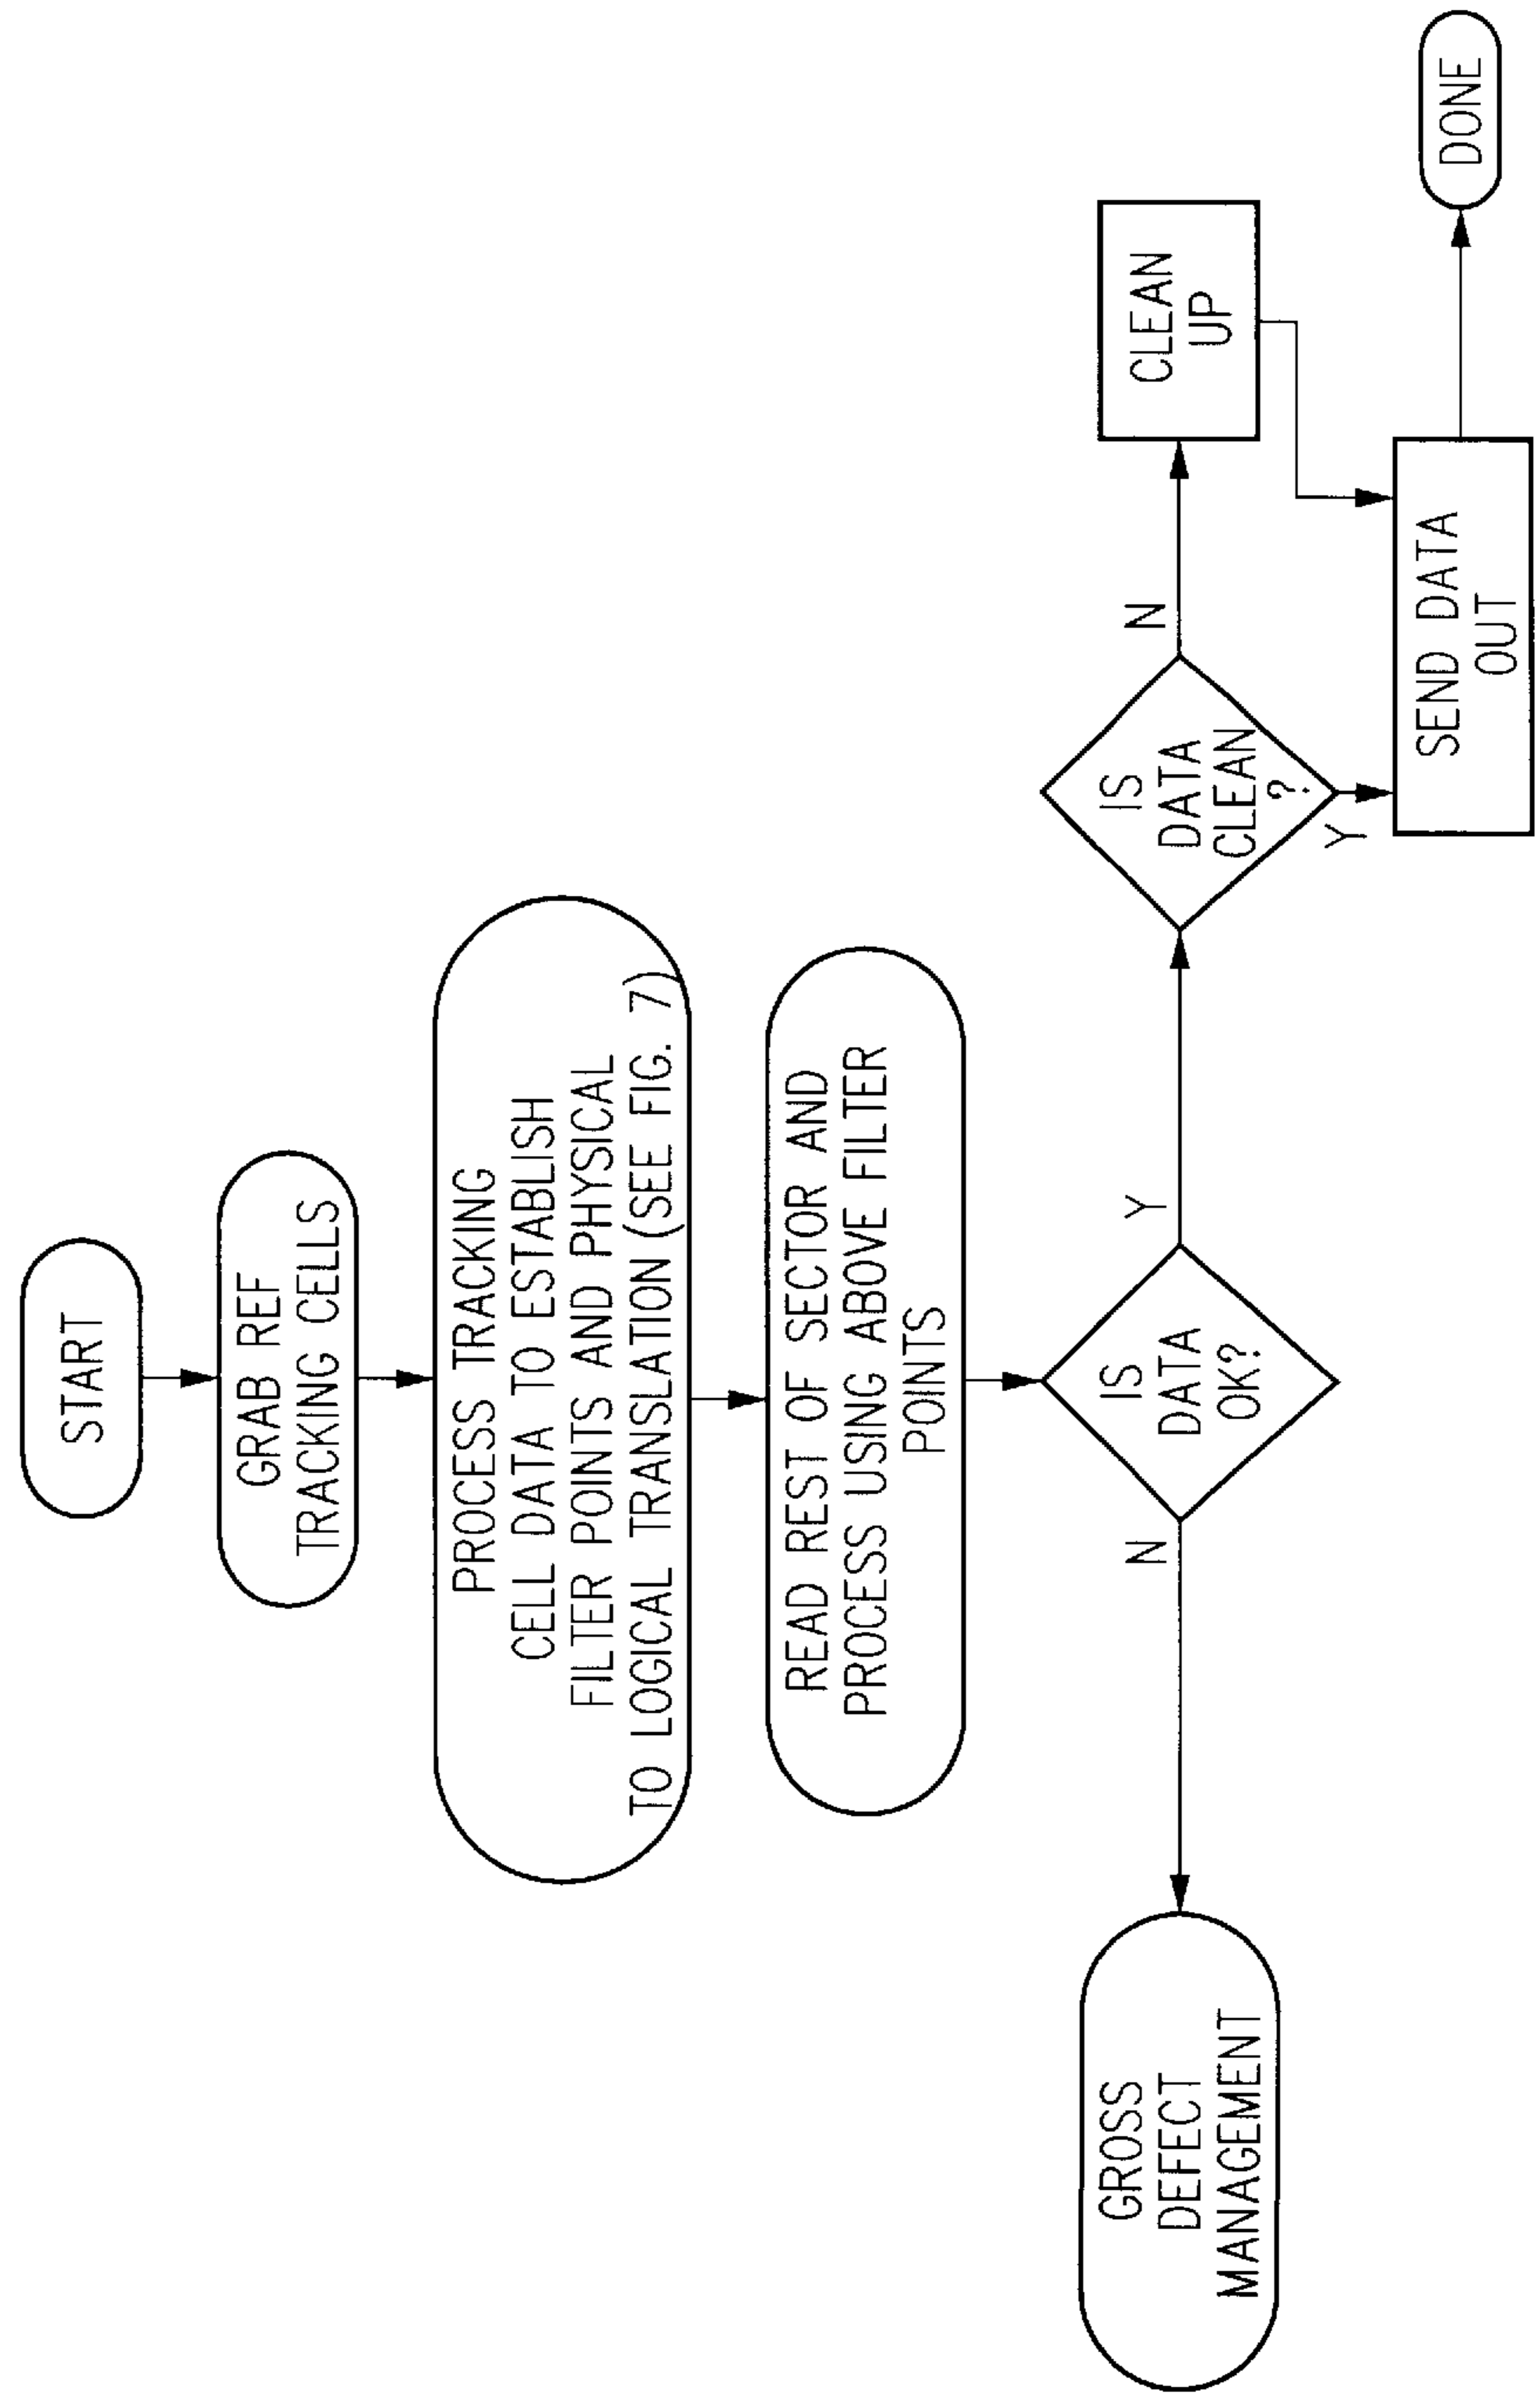 START
GRAB REF
TRACKING CELLS
PROCESS TRACKING
CELL DATA TO ESTABLISH
FILTER POINTS AND PHYSICAL
TO LOGICAL TRANSLATION (SEE FIG. 7)
READ REST OF SECTOR AND
PROCESS USING ABOVE FILTER
POINTS
IS
DATA
OK?
N
Y
GROSS
DEFECT
MANAGEMENT
IS
DATA
CLEAN
?
N
Y
CLEAN
UP
SEND DATA
OUT
DONE